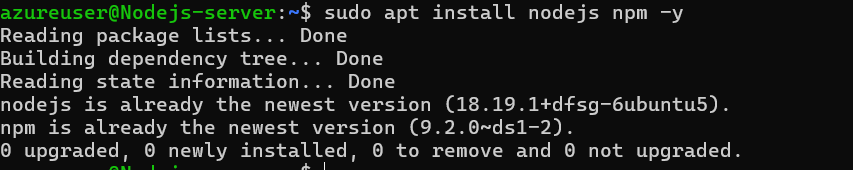 azureuser@Nodejs-server:~$ sudo apt install nodejs npm -y
Reading package lists... Done
Building dependency tree... Done
Reading state information... Done
nodejs is already the newest version (18.19.1+dfsg-6ubuntu5).
npm is already the newest version (9.2.0~ds1-2).
0 upgraded, 0 newly installed, 0 to remove and 0 not upgraded.